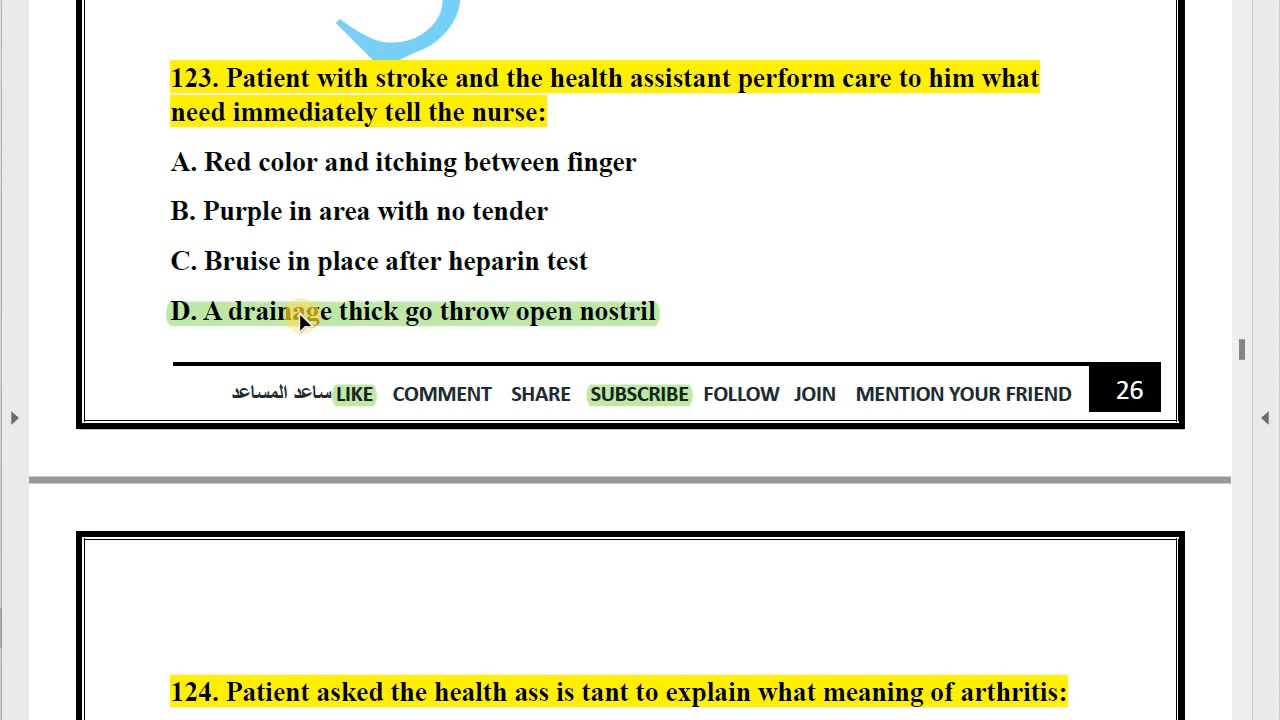 123. Patient with stroke and the health assistant perform care to him what
need immediately tell the nurse:
A. Red color and itching between finger
B. Purple in area with no tender
C. Bruise in place after heparin test
D. A drainage thick go throw open nostril
ساعد المساعد LIKE COMMENT SHARE SUBSCRIBE FOLLOW JOIN MENTION YOUR FRIEND 26
124. Patient asked the health ass is tant to explain what meaning of arthritis: